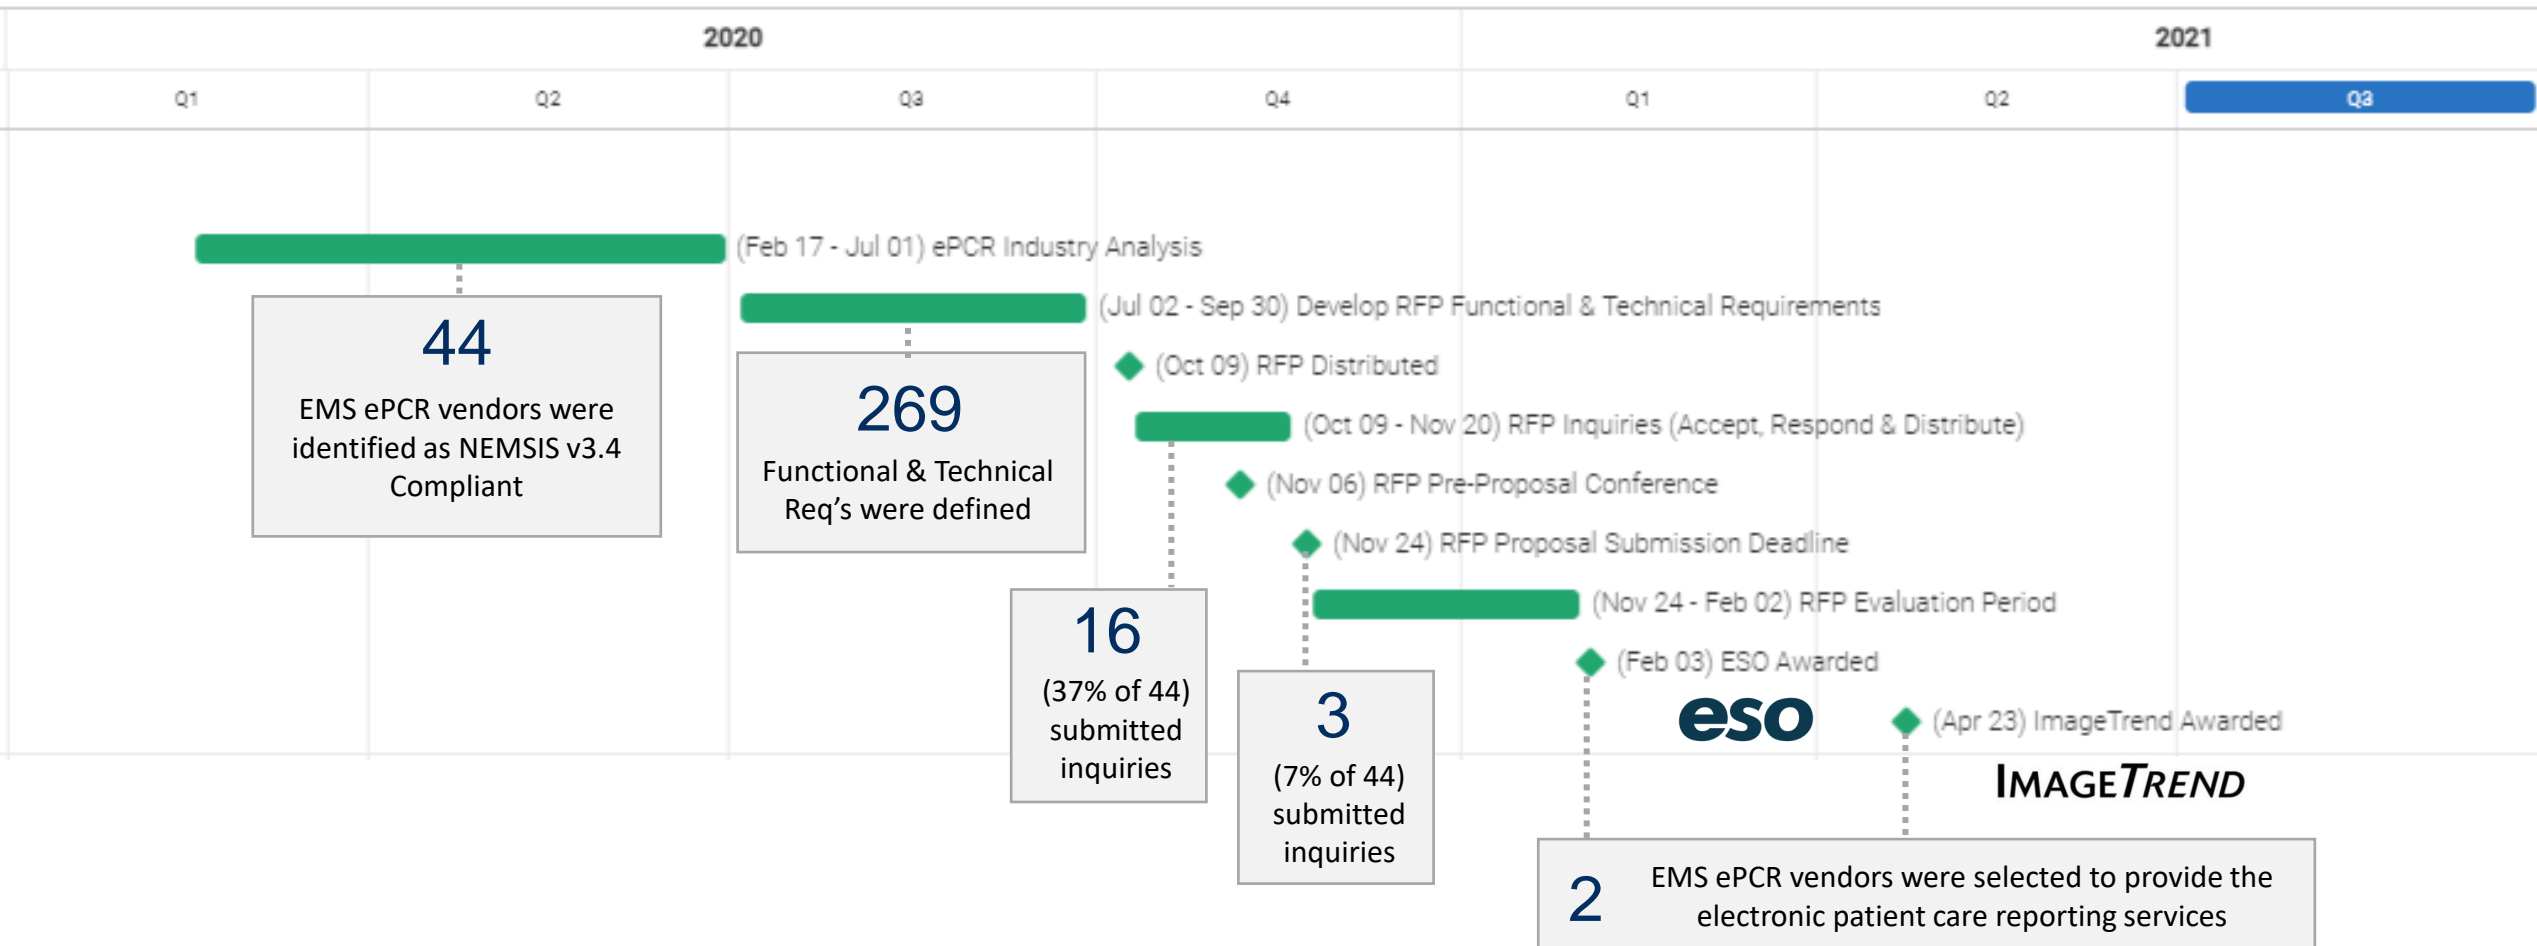 2020
2021
Q1
Q2
Q3
Q4
Q1
Q2
Q3
(Feb 17 - Jul 01) ePCR Industry Analysis
(Jul 02 - Sep 30) Develop RFP Functional & Technical Requirements
(Oct 09) RFP Distributed
(Oct 09 - Nov 20) RFP Inquiries (Accept, Respond & Distribute)
(Nov 06) RFP Pre-Proposal Conference
(Nov 24) RFP Proposal Submission Deadline
(Nov 24 - Feb 02) RFP Evaluation Period
(Feb 03) ESO Awarded
(Apr 23) ImageTrend Awarded
44
EMS ePCR vendors were
identified as NEMSIS v3.4
Compliant
269
Functional & Technical
Req’s were defined
16
(37% of 44)
submitted
inquiries
3
(7% of 44)
submitted
inquiries
eso
IMAGETREND
2
EMS ePCR vendors were selected to provide the
electronic patient care reporting services